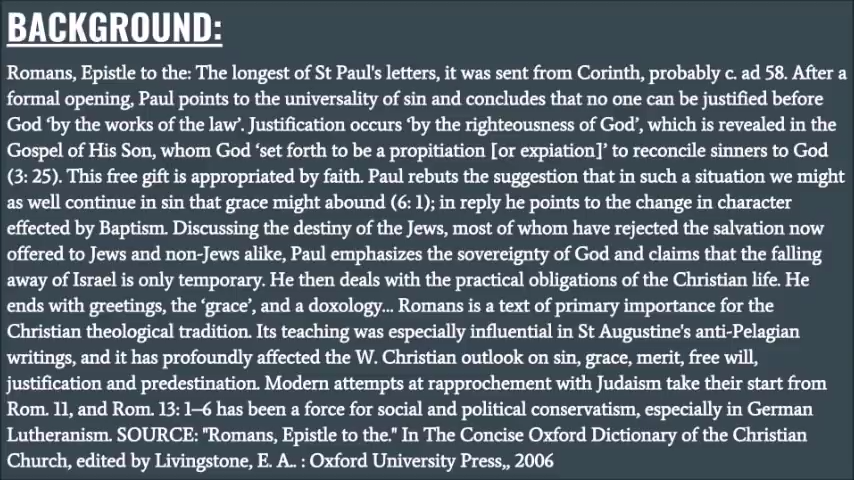 BACKGROUND:
Romans, Epistle to the: The longest of St Paul's letters, it was sent from Corinth, probably c. ad 58. After a
formal opening, Paul points to the universality of sin and concludes that no one can be justified before
God ‘by the works of the law’. Justification occurs ‘by the righteousness of God’, which is revealed in the
Gospel of His Son, whom God ‘set forth to be a propitiation [or expiation]’ to reconcile sinners to God
(3: 25). This free gift is appropriated by faith. Paul rebuts the suggestion that in such a situation we might
as well continue in sin that grace might abound (6: 1); in reply he points to the change in character
effected by Baptism. Discussing the destiny of the Jews, most of whom have rejected the salvation now
offered to Jews and non-Jews alike, Paul emphasizes the sovereignty of God and claims that the falling
away of Israel is only temporary. He then deals with the practical obligations of the Christian life. He
ends with greetings, the ‘grace’, and a doxology... Romans is a text of primary importance for the
Christian theological tradition. Its teaching was especially influential in St Augustine's anti-Pelagian
writings, and it has profoundly affected the W. Christian outlook on sin, grace, merit, free will,
justification and predestination. Modern attempts at rapprochement with Judaism take their start from
Rom. 11, and Rom. 13: 1–6 has been a force for social and political conservatism, especially in German
Lutheranism. SOURCE: "Romans, Epistle to the." In The Concise Oxford Dictionary of the Christian
Church, edited by Livingstone, E. A.. : Oxford University Press,, 2006